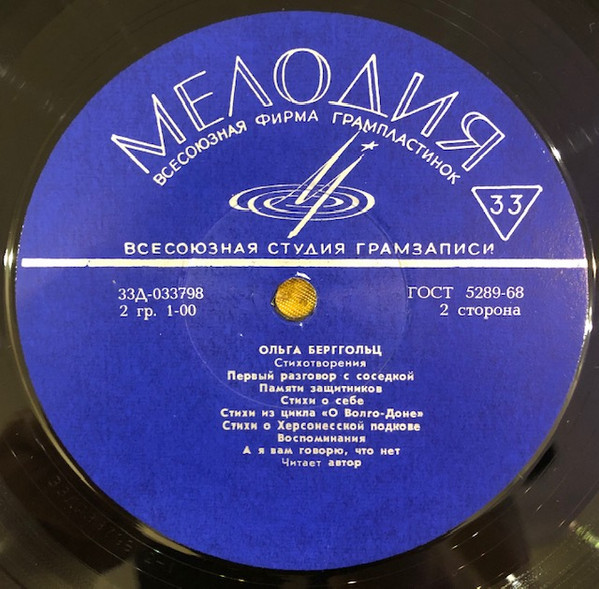 МЕЛОДИЯ
ВСЕСОЮЗНАЯ ФИРМА ГРАМПЛАСТИНОК
33
ВСЕСОЮЗНАЯ СТУДИЯ ГРАМЗАПИСИ
33Д-033798
2 гр. 1-00
ГОСТ 5289-68
2 сторона
ОЛЬГА БЕРГГОЛЬЦ
Стихотворения
Первый разговор с соседкой
Памяти защитников
Стихи о себе
Стихи из цикла «О Волго-Доне»
Стихи о Херсонесской подкове
Воспоминания
А я вам говорю, что нет
Читает автор